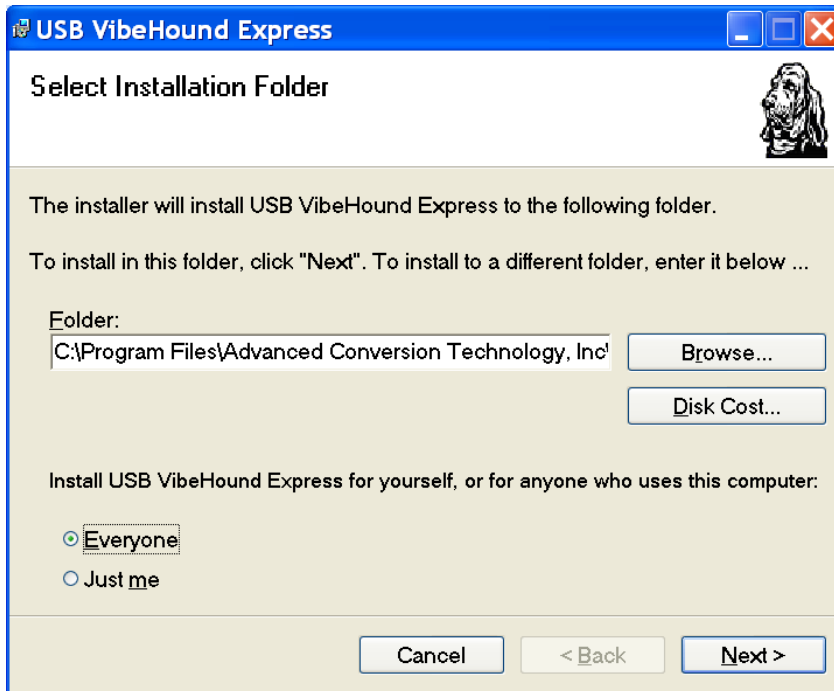 USB VibeHound Express
Select Installation Folder
The installer will install USB VibeHound Express to the following folder.
To install in this folder, click "Next". To install to a different folder, enter it below ...
Folder:
C:\Program Files\Advanced Conversion Technology, Inc\
Browse...
Disk Cost...
Install USB VibeHound Express for yourself, or for anyone who uses this computer:
Everyone
Just me
Cancel
< Back
Next >